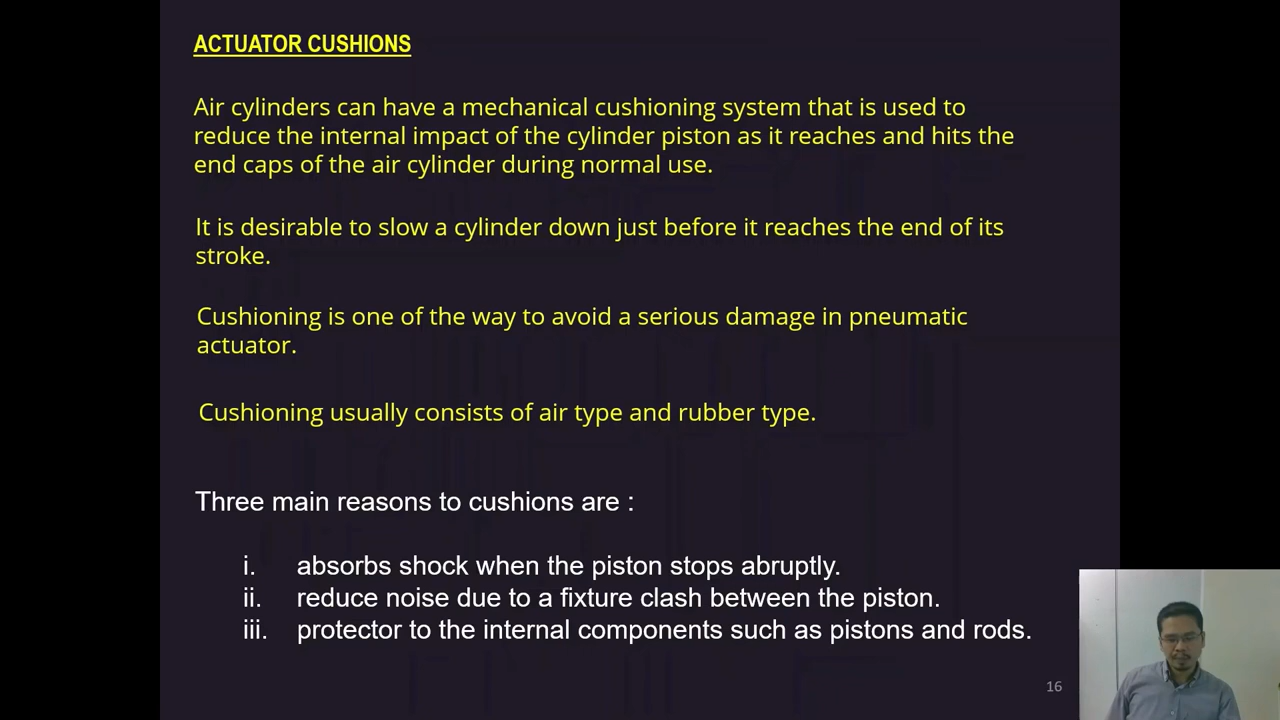 ACTUATOR CUSHIONS
Air cylinders can have a mechanical cushioning system that is used to
reduce the internal impact of the cylinder piston as it reaches and hits the
end caps of the air cylinder during normal use.
It is desirable to slow a cylinder down just before it reaches the end of its
stroke.
Cushioning is one of the way to avoid a serious damage in pneumatic
actuator.
Cushioning usually consists of air type and rubber type.
Three main reasons to cushions are :
i. absorbs shock when the piston stops abruptly.
ii. reduce noise due to a fixture clash between the piston.
iii. protector to the internal components such as pistons and rods.
16